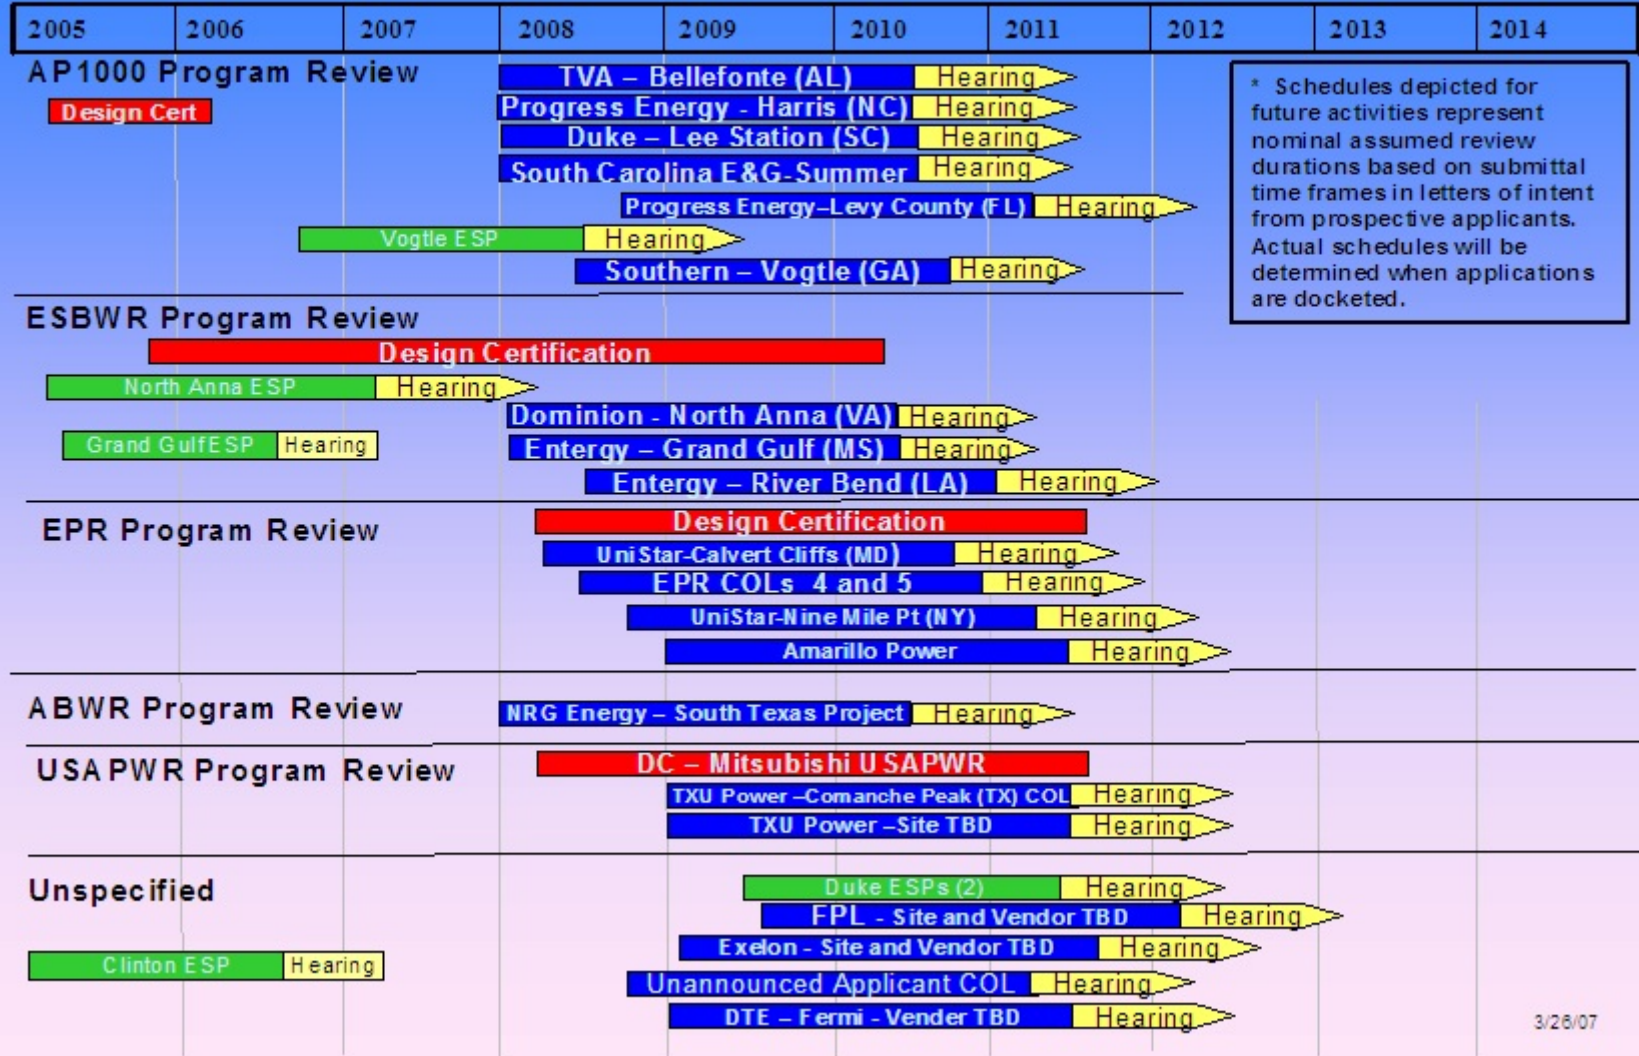 2005 2006 2007 2008 2009 2010 2011 2012 2013 2014
AP1000 Program Review
TVA – Bellefonte (AL) Hearing
Design Cert
Progress Energy - Harris (NC) Hearing
Duke – Lee Station (SC) Hearing
South Carolina E&G-Summer Hearing
Progress Energy–Levy County (FL) Hearing
Vogtle ESP Hearing
Southern – Vogtle (GA) Hearing
* Schedules depicted for
future activities represent
nominal assumed review
durations based on submittal
time frames in letters of intent
from prospective applicants.
Actual schedules will be
determined when applications
are docketed.
ESBWR Program Review
Design Certification
North Anna ESP Hearing
Dominion - North Anna (VA) Hearing
Grand Gulf ESP Hearing
Entergy – Grand Gulf (MS) Hearing
Entergy – River Bend (LA) Hearing
EPR Program Review
Design Certification
UniStar-Calvert Cliffs (MD) Hearing
EPR COLs 4 and 5 Hearing
UniStar-Nine Mile Pt (NY) Hearing
Amarillo Power Hearing
ABWR Program Review
NRG Energy – South Texas Project Hearing
USAPWR Program Review
DC – Mitsubishi USAPWR
TXU Power –Comanche Peak (TX) COL Hearing
TXU Power –Site TBD Hearing
Unspecified
Duke ESPs (2) Hearing
FPL - Site and Vendor TBD Hearing
Exelon - Site and Vendor TBD Hearing
Clinton ESP Hearing
Unannounced Applicant COL Hearing
DTE – Fermi - Vender TBD Hearing
3/26/07